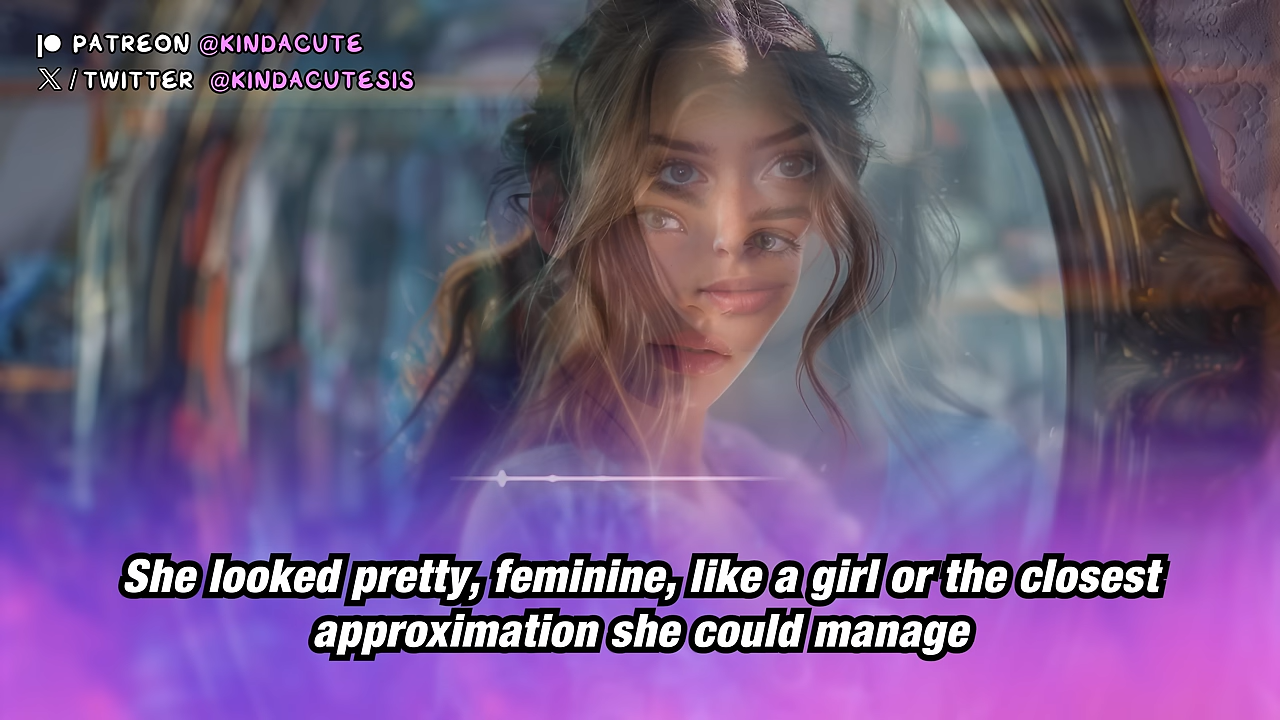 PATREON @KINDACUTE
X / TWITTER @KINDACUTESIS
She looked pretty, feminine, like a girl or the closest
approximation she could manage